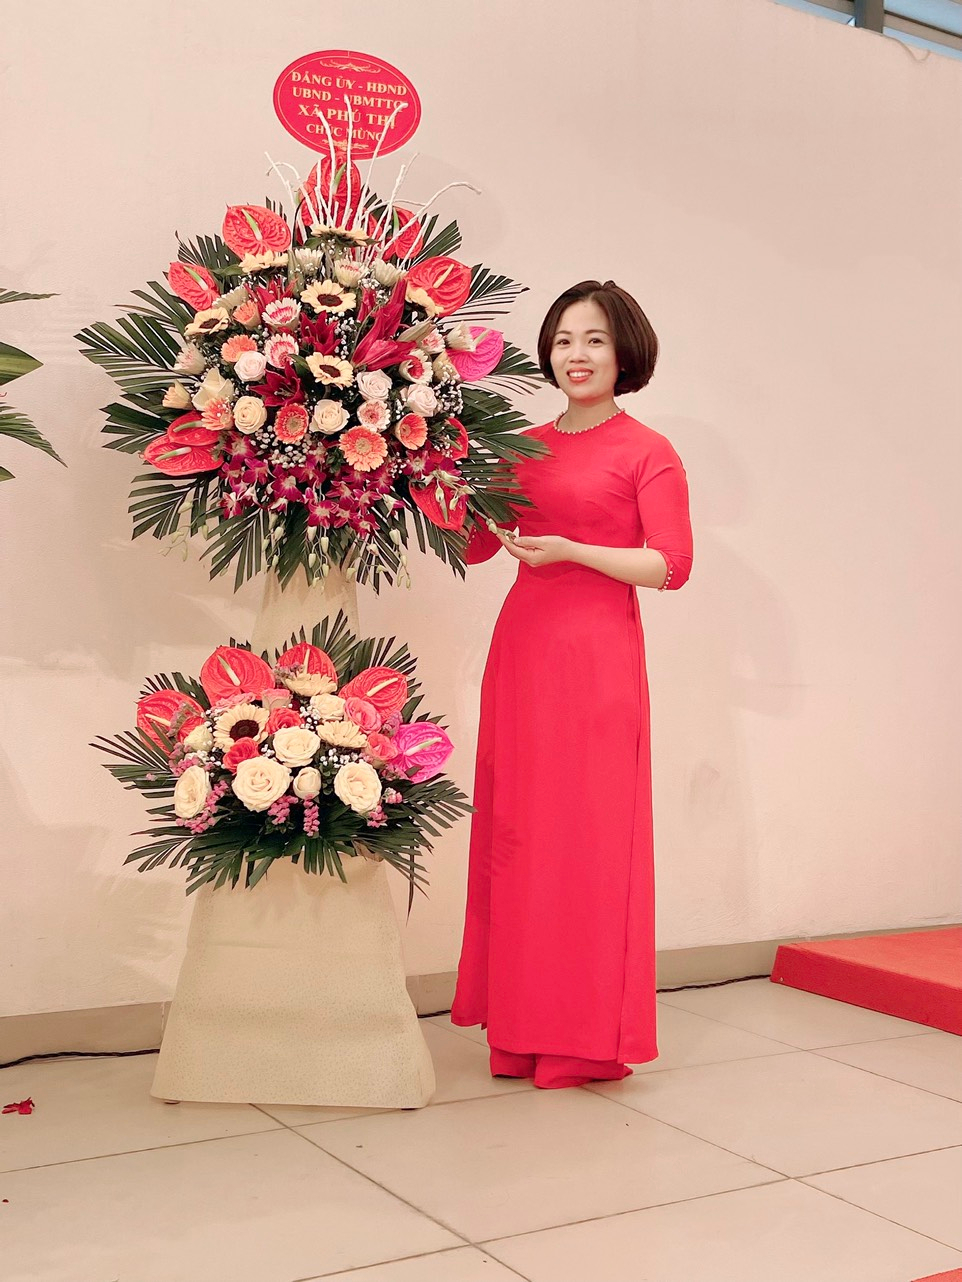 ĐẢNG ỦY - HĐND
UBND - UBMTTQ
XÃ PHÚ THỊ
CHÚC MỪNG